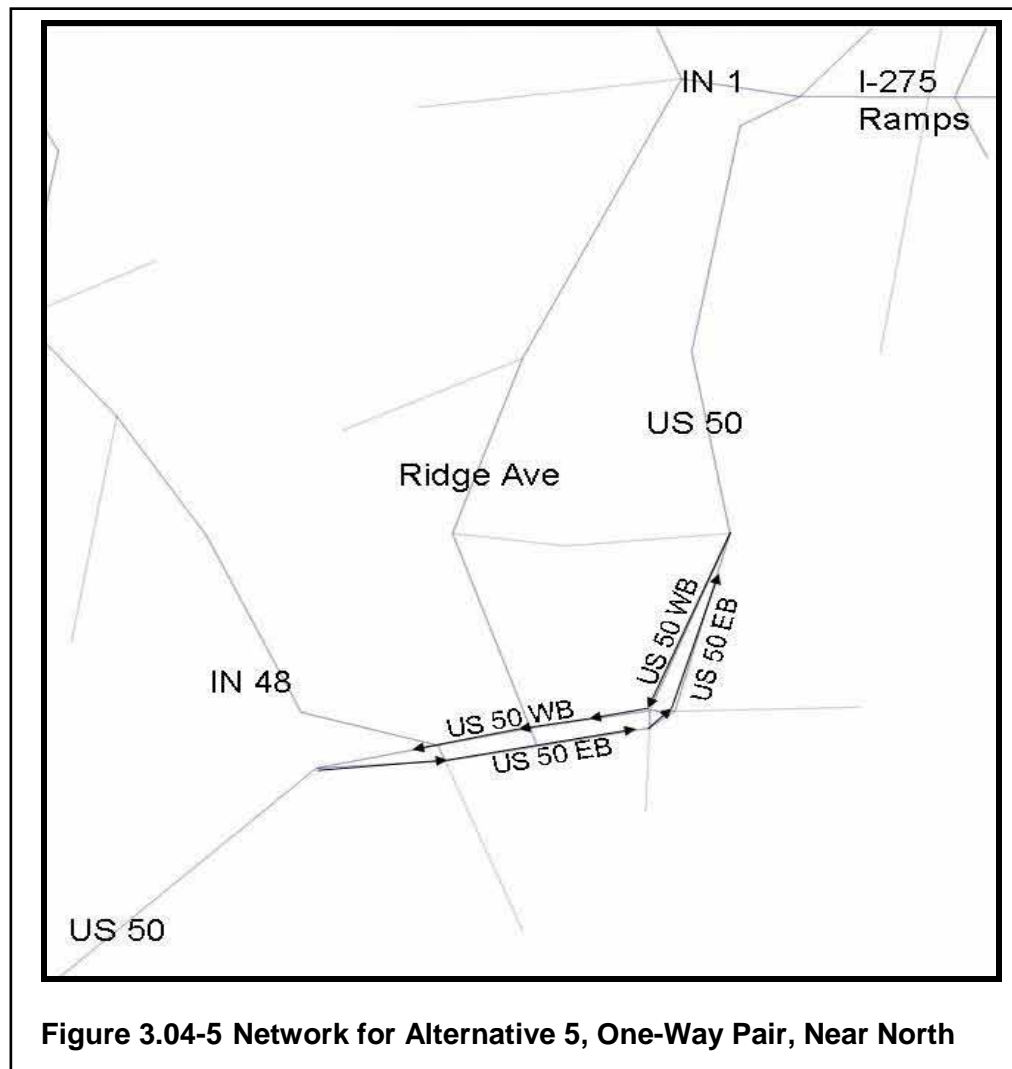 IN 1
I-275
Ramps
US 50
Ridge Ave
US 50 WB
US 50 EB
IN 48
US 50 WB
US 50 EB
US 50
Figure 3.04-5 Network for Alternative 5, One-Way Pair, Near North